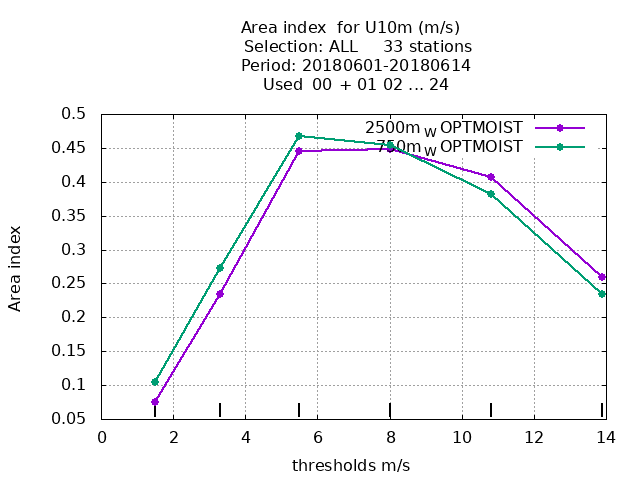 Area index  for U10m (m/s)
Selection: ALL     33 stations
Period: 20180601-20180614
Used  00 + 01 02 ... 24
2500m W OPTMOIST
750m W OPTMOIST
0.5
0.45
0.4
0.35
0.3
0.25
0.2
0.15
0.1
0.05
Area index
0 2 4 6 8 10 12 14
thresholds m/s